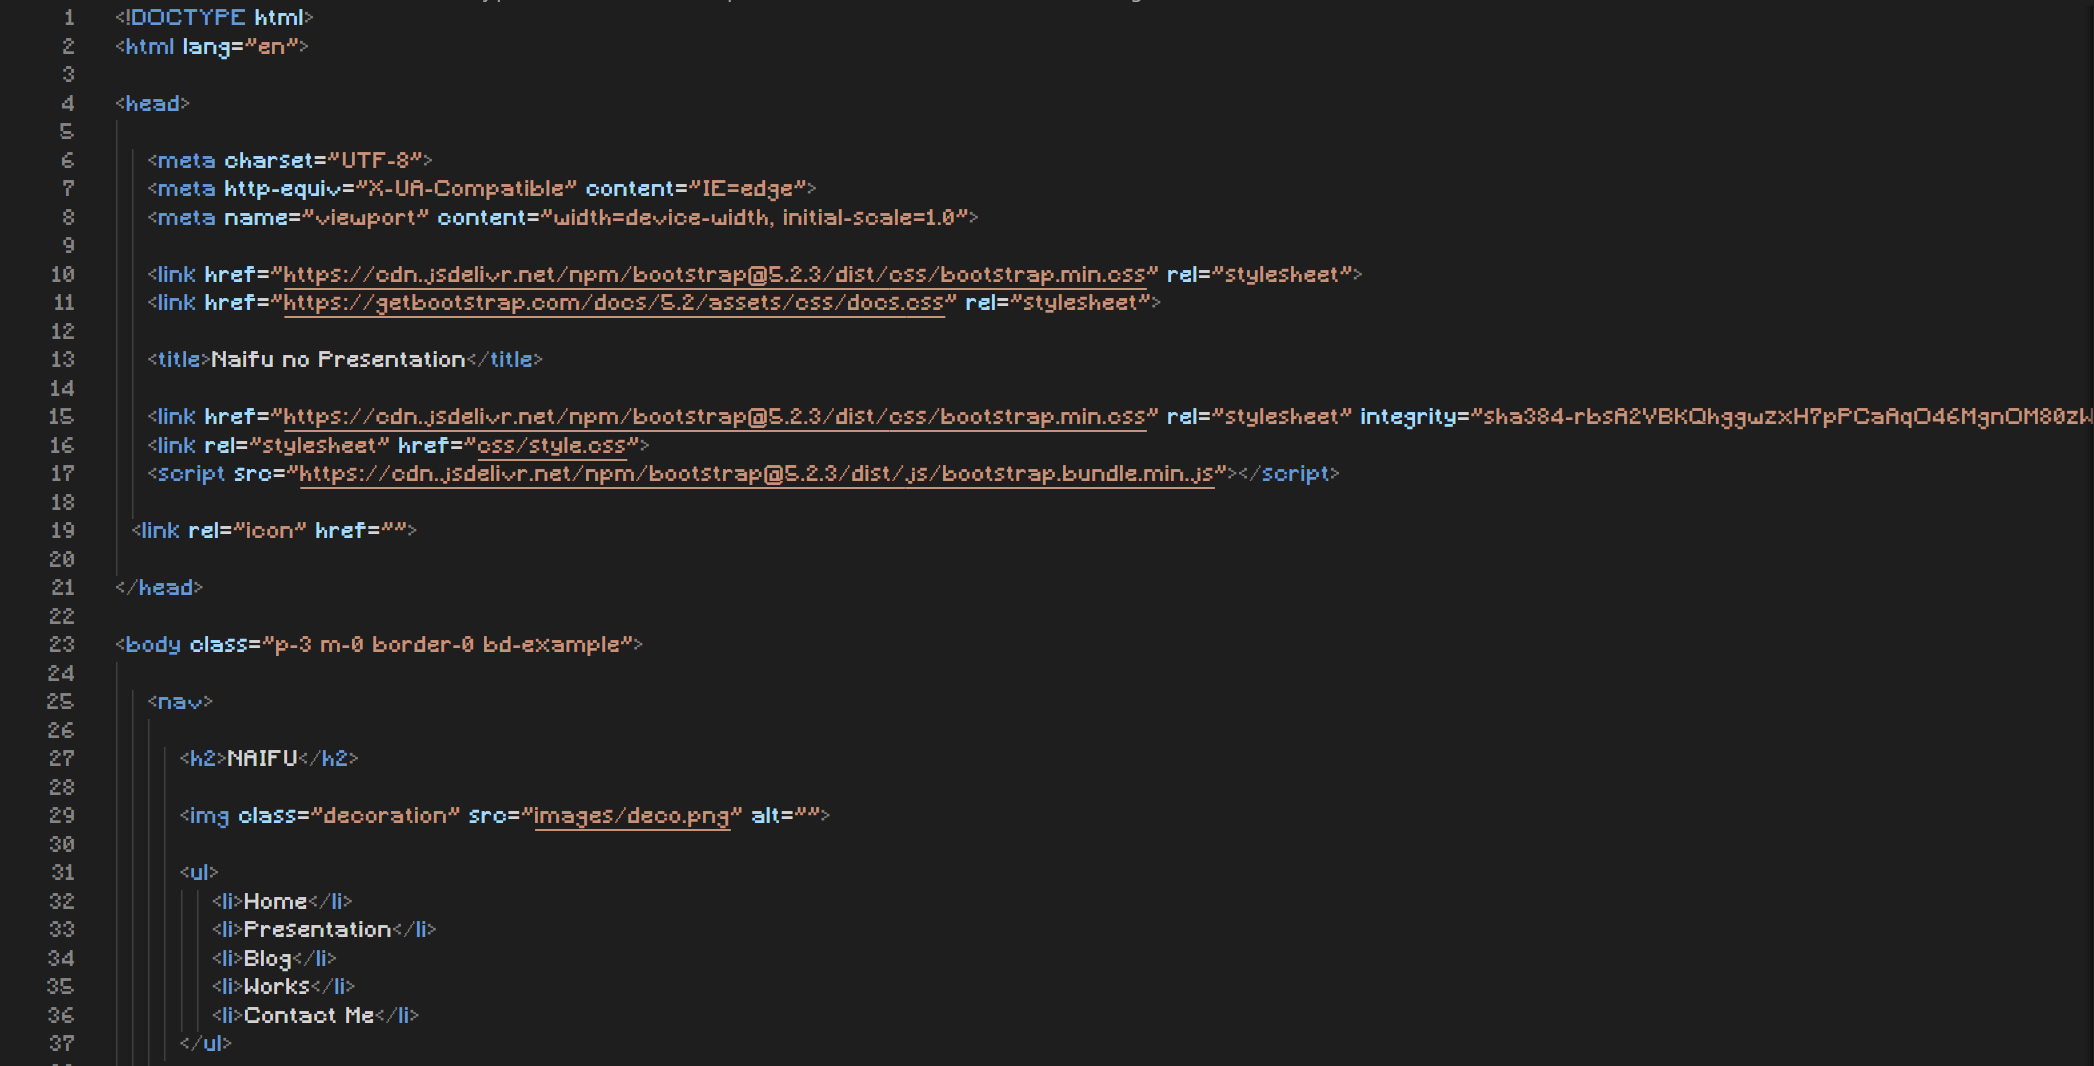 1 <!DOCTYPE html>
2 <html lang="en">
3
4 <head>
5
6 <meta charset="UTF-8">
7 <meta http-equiv="X-UA-Compatible" content="IE=edge">
8 <meta name="viewport" content="width=device-width, initial-scale=1.0">
9
10 <link href="https://cdn.jsdelivr.net/npm/bootstrap@5.2.3/dist/css/bootstrap.min.css" rel="stylesheet">
11 <link href="https://getbootstrap.com/docs/5.2/assets/css/docs.css" rel="stylesheet">
12
13 <title>Naifu no Presentation</title>
14
15 <link href="https://cdn.jsdelivr.net/npm/bootstrap@5.2.3/dist/css/bootstrap.min.css" rel="stylesheet" integrity="sha384-rbsA2VBKQhggwzxH7pPCaAqO46MgnOM80zW
16 <link rel="stylesheet" href="css/style.css">
17 <script src="https://cdn.jsdelivr.net/npm/bootstrap@5.2.3/dist/js/bootstrap.bundle.min.js"></script>
18
19 <link rel="icon" href="">
20
21 </head>
22
23 <body class="p-3 m-0 border-0 bd-example">
24
25 <nav>
26
27 <h2>NAIFU</h2>
28
29 <img class="decoration" src="images/deco.png" alt="">
30
31 <ul>
32 <li>Home</li>
33 <li>Presentation</li>
34 <li>Blog</li>
35 <li>Works</li>
36 <li>Contact Me</li>
37 </ul>